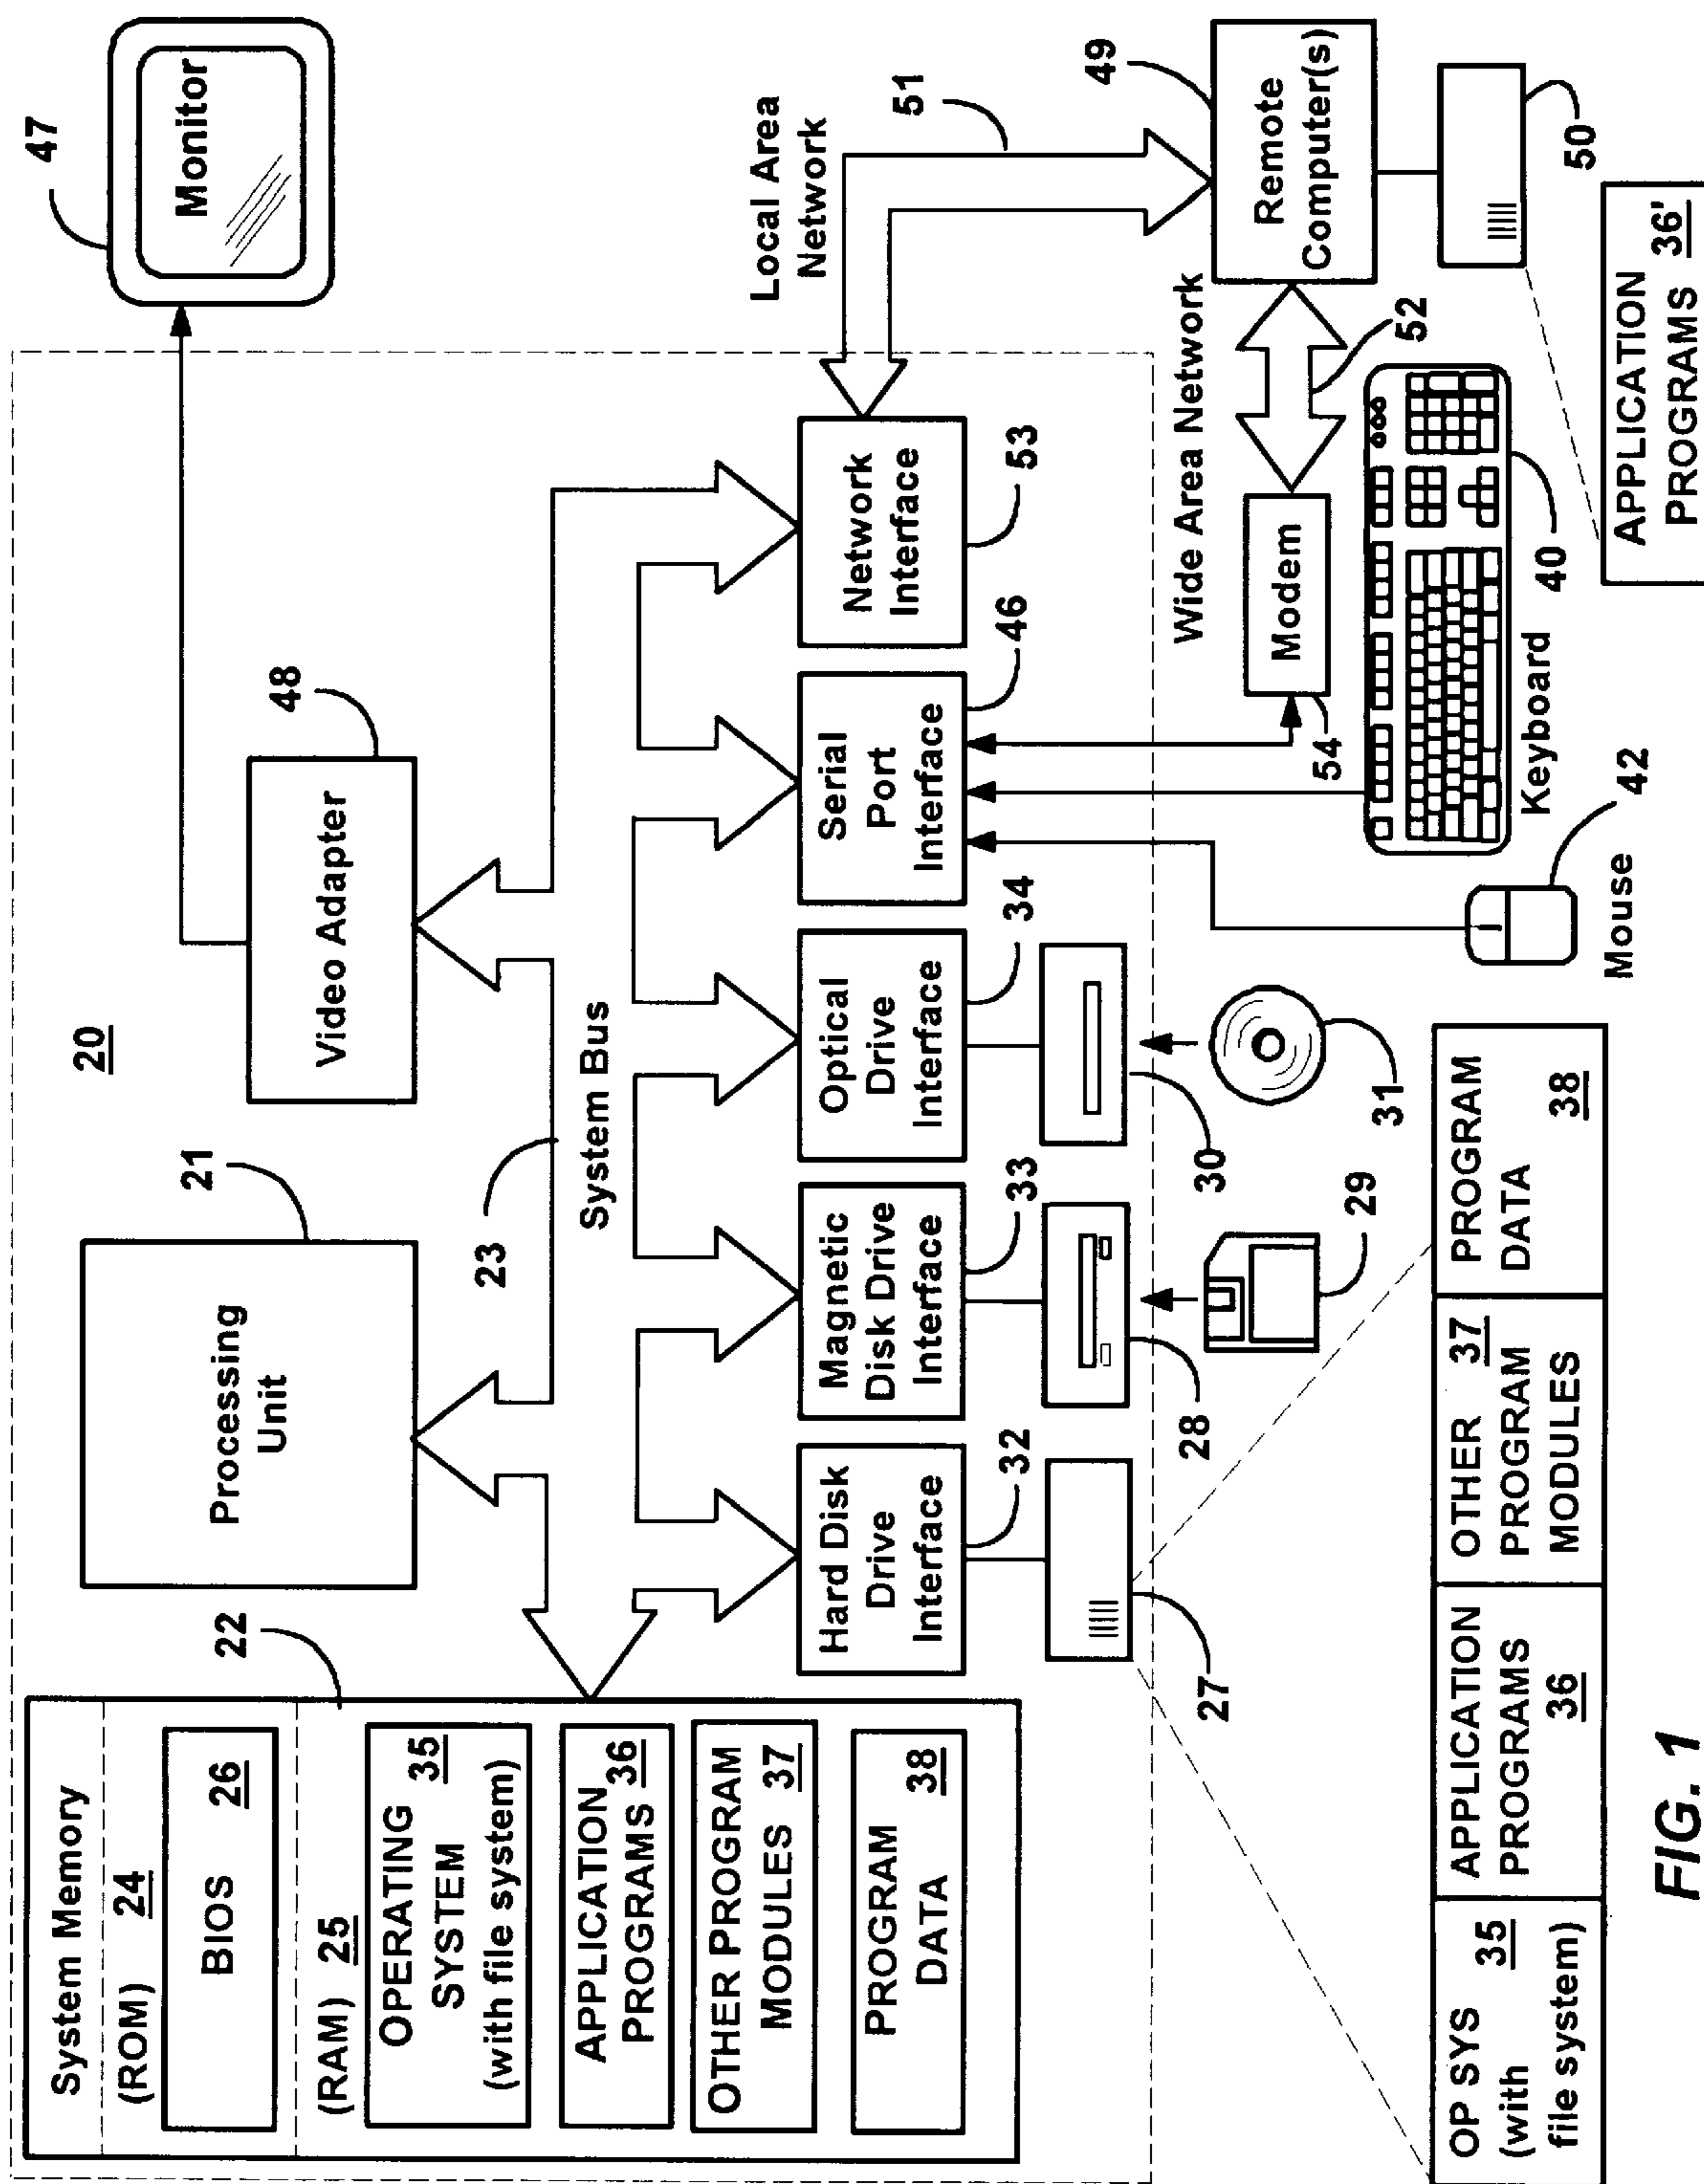 System Memory
(ROM) 24
BIOS 26
(RAM) 25
OPERATING 35
SYSTEM
(with file system)
APPLICATION
PROGRAMS 36
OTHER PROGRAM
MODULES 37
PROGRAM
DATA 38
22
Processing
Unit
21
20
Video Adapter
48
47
Monitor
23
System Bus
Hard Disk
Drive
Interface
32
Magnetic
Disk Drive
Interface
33
Optical
Drive
Interface
34
Serial
Port
Interface
46
Network
Interface
53
Local Area
Network
51
27
28
29
30
31
Wide Area Network
52
Modem
54
Remote
Computer(s)
49
50
Keyboard
40
Mouse
42
APPLICATION
PROGRAMS 36'
OP SYS 35
(with
file system)
APPLICATION
PROGRAMS
36
OTHER 37
PROGRAM
MODULES
PROGRAM
DATA
38
FIG. 1